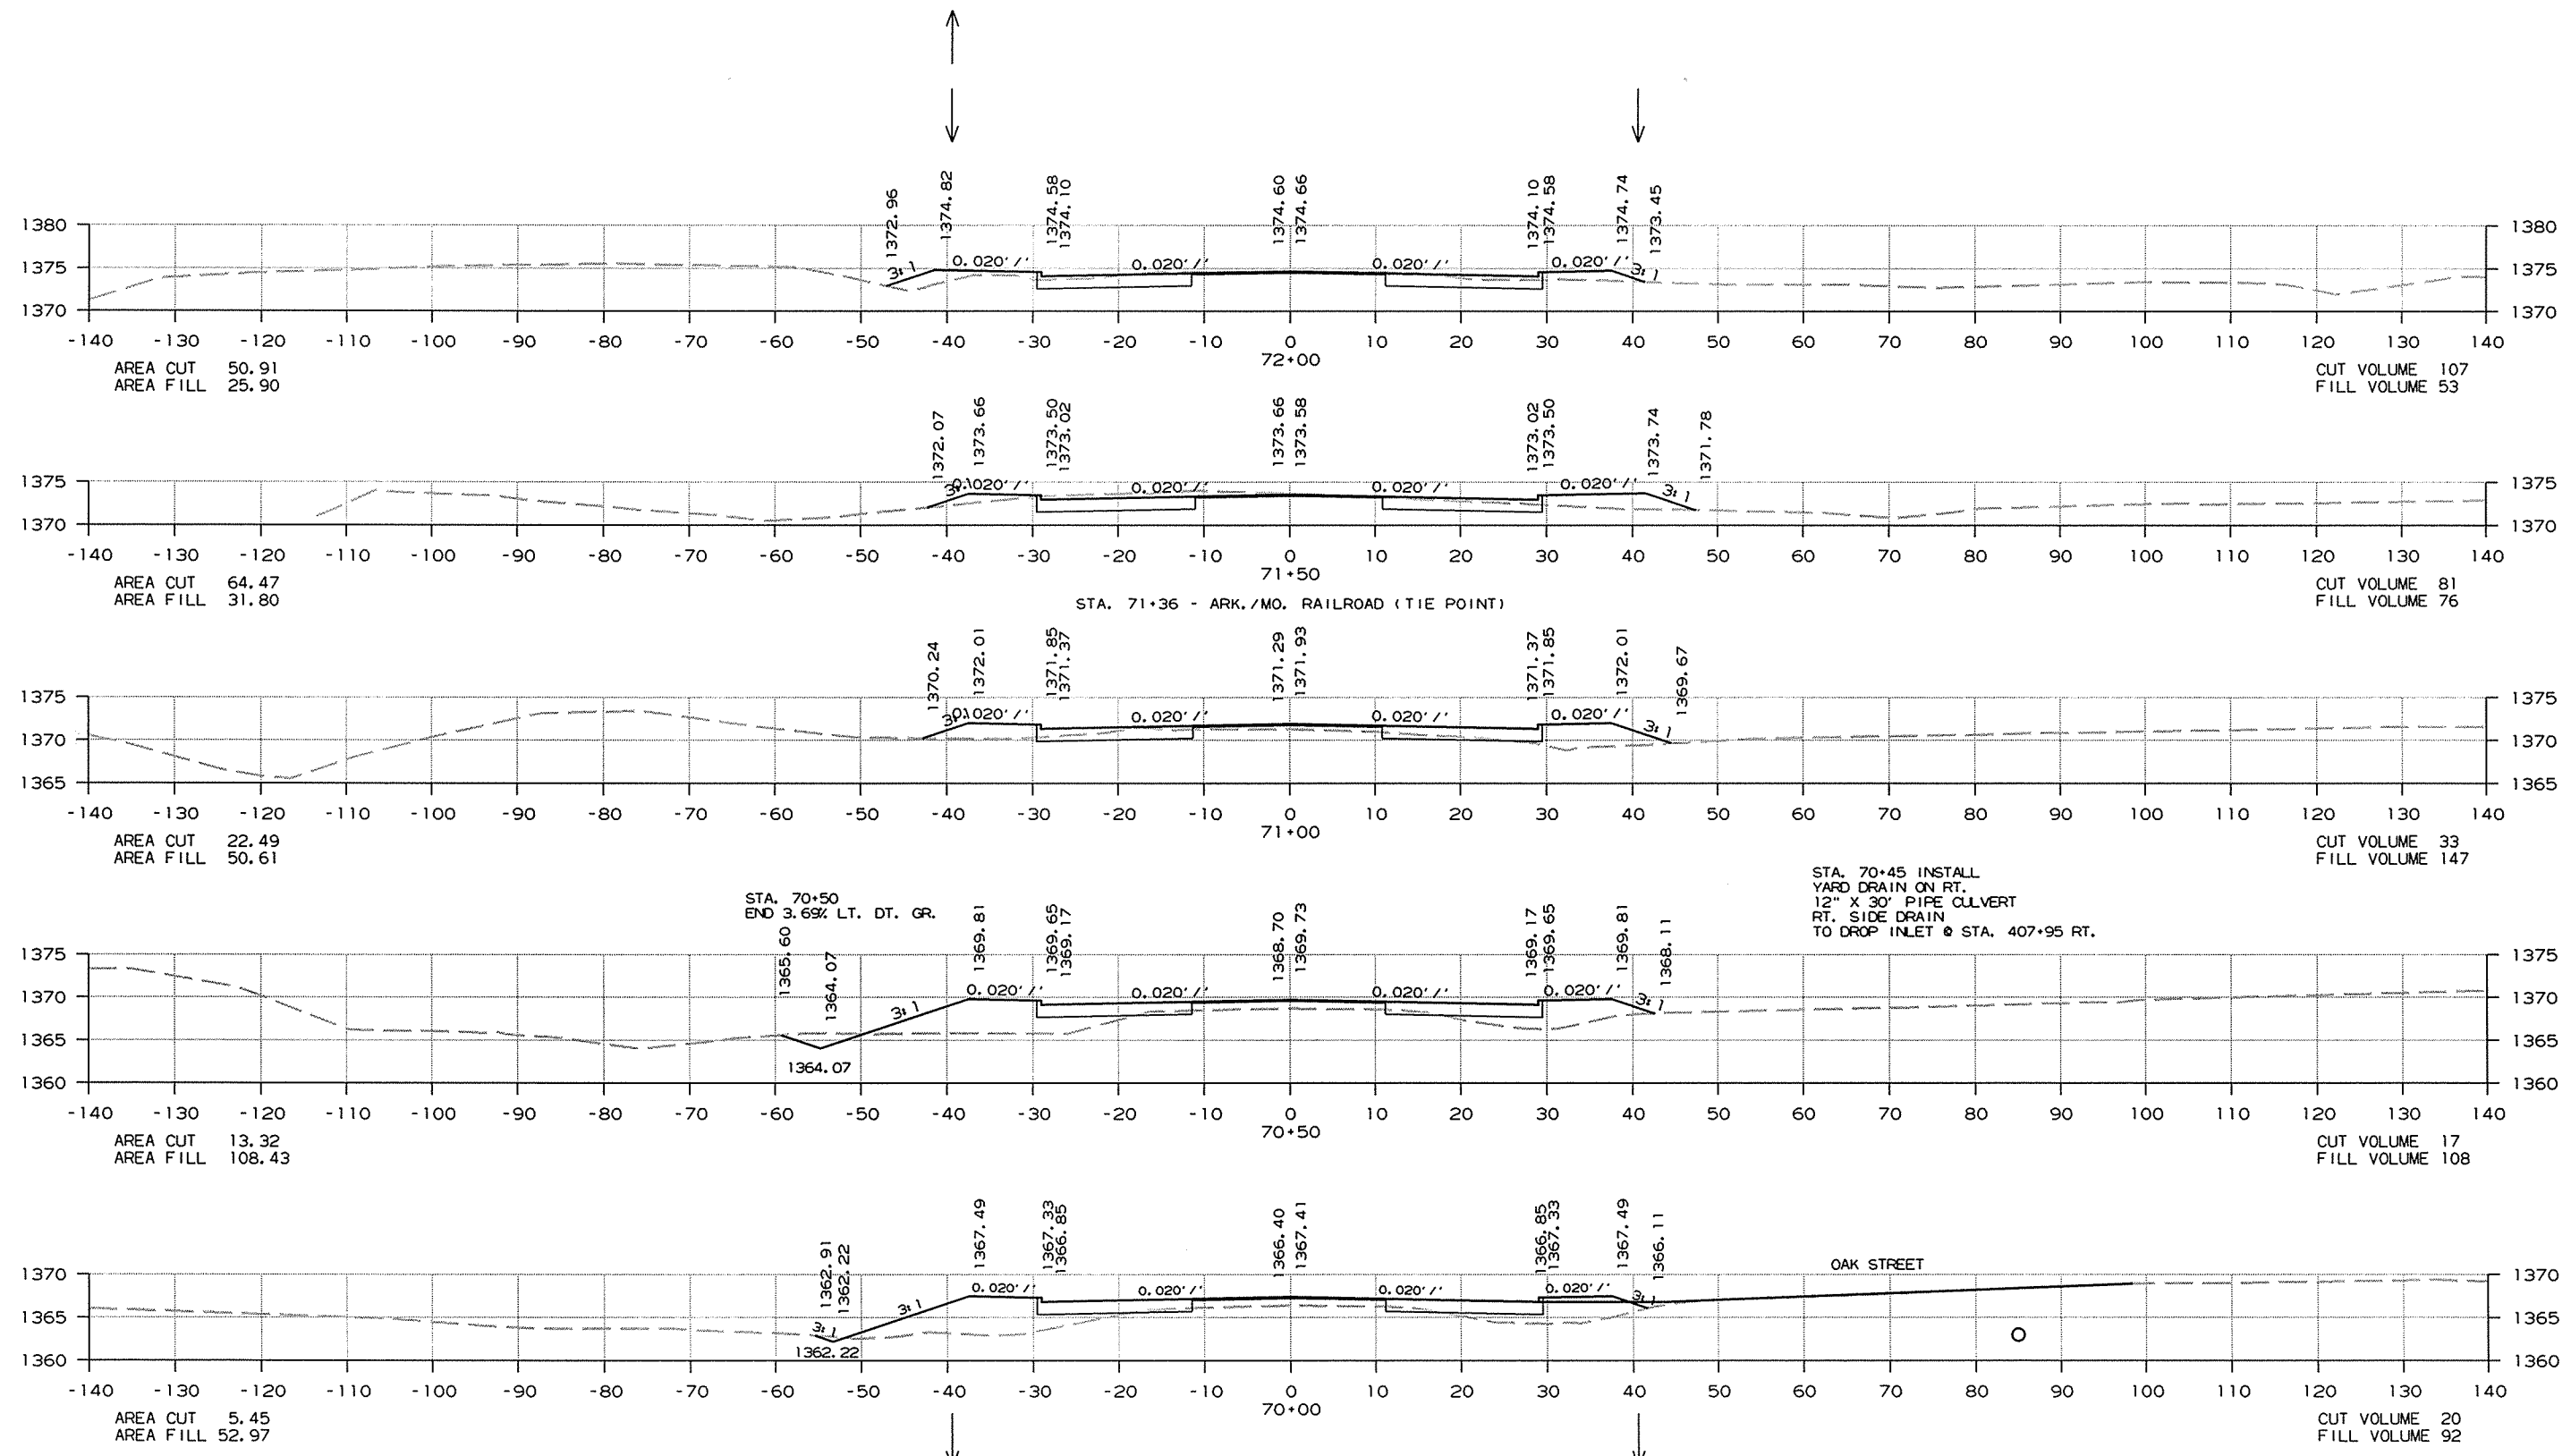 1372.96 1374.82 1374.58 1374.10 1374.60 1374.66 1374.10 1374.58 1374.74 1373.45
1380 1380
1375 3:1 0.020'/' 0.020'/' 0.020'/' 0.020'/' 3:1 1375
1370 1370
-140 -130 -120 -110 -100 -90 -80 -70 -60 -50 -40 -30 -20 -10 0 10 20 30 40 50 60 70 80 90 100 110 120 130 140
72+00
AREA CUT 50.91 CUT VOLUME 107
AREA FILL 25.90 FILL VOLUME 53
1372.07 1373.66 1373.50 1373.02 1373.66 1373.58 1373.02 1373.50 1373.74 1371.78
1375 3:1 0.020'/' 0.020'/' 0.020'/' 0.020'/' 3:1 1375
1370 1370
-140 -130 -120 -110 -100 -90 -80 -70 -60 -50 -40 -30 -20 -10 0 10 20 30 40 50 60 70 80 90 100 110 120 130 140
71+50
AREA CUT 64.47 CUT VOLUME 81
AREA FILL 31.80 FILL VOLUME 76
STA. 71+36 - ARK./MO. RAILROAD (TIE POINT)
1370.24 1372.01 1371.85 1371.37 1371.29 1371.93 1371.37 1371.85 1372.01 1369.67
1375 1375
3:1 0.020'/' 0.020'/' 0.020'/' 0.020'/' 3:1
1370 1370
1365 1365
-140 -130 -120 -110 -100 -90 -80 -70 -60 -50 -40 -30 -20 -10 0 10 20 30 40 50 60 70 80 90 100 110 120 130 140
71+00
AREA CUT 22.49 CUT VOLUME 33
AREA FILL 50.61 FILL VOLUME 147
STA. 70+50
END 3.69% LT. DT. GR.
STA. 70+45 INSTALL
YARD DRAIN ON RT.
12" X 30' PIPE CULVERT
RT. SIDE DRAIN
TO DROP INLET @ STA. 407+95 RT.
1365.60 1364.07 1369.81 1369.65 1369.17 1368.70 1369.73 1369.17 1369.65 1369.81 1368.11
1375 1375
1370 3:1 0.020'/' 0.020'/' 0.020'/' 0.020'/' 3:1 1370
1365 1365
1364.07
1360 1360
-140 -130 -120 -110 -100 -90 -80 -70 -60 -50 -40 -30 -20 -10 0 10 20 30 40 50 60 70 80 90 100 110 120 130 140
70+50
AREA CUT 13.32 CUT VOLUME 17
AREA FILL 108.43 FILL VOLUME 108
1362.91 1362.22 1367.49 1367.33 1366.85 1366.40 1367.41 1366.85 1367.33 1367.49 1366.11
OAK STREET
1370 1370
3:1 3:1 0.020'/' 0.020'/' 0.020'/' 0.020'/' 3:1
1365 1365
1362.22
1360 1360
-140 -130 -120 -110 -100 -90 -80 -70 -60 -50 -40 -30 -20 -10 0 10 20 30 40 50 60 70 80 90 100 110 120 130 140
70+00
AREA CUT 5.45 CUT VOLUME 20
AREA FILL 52.97 FILL VOLUME 92